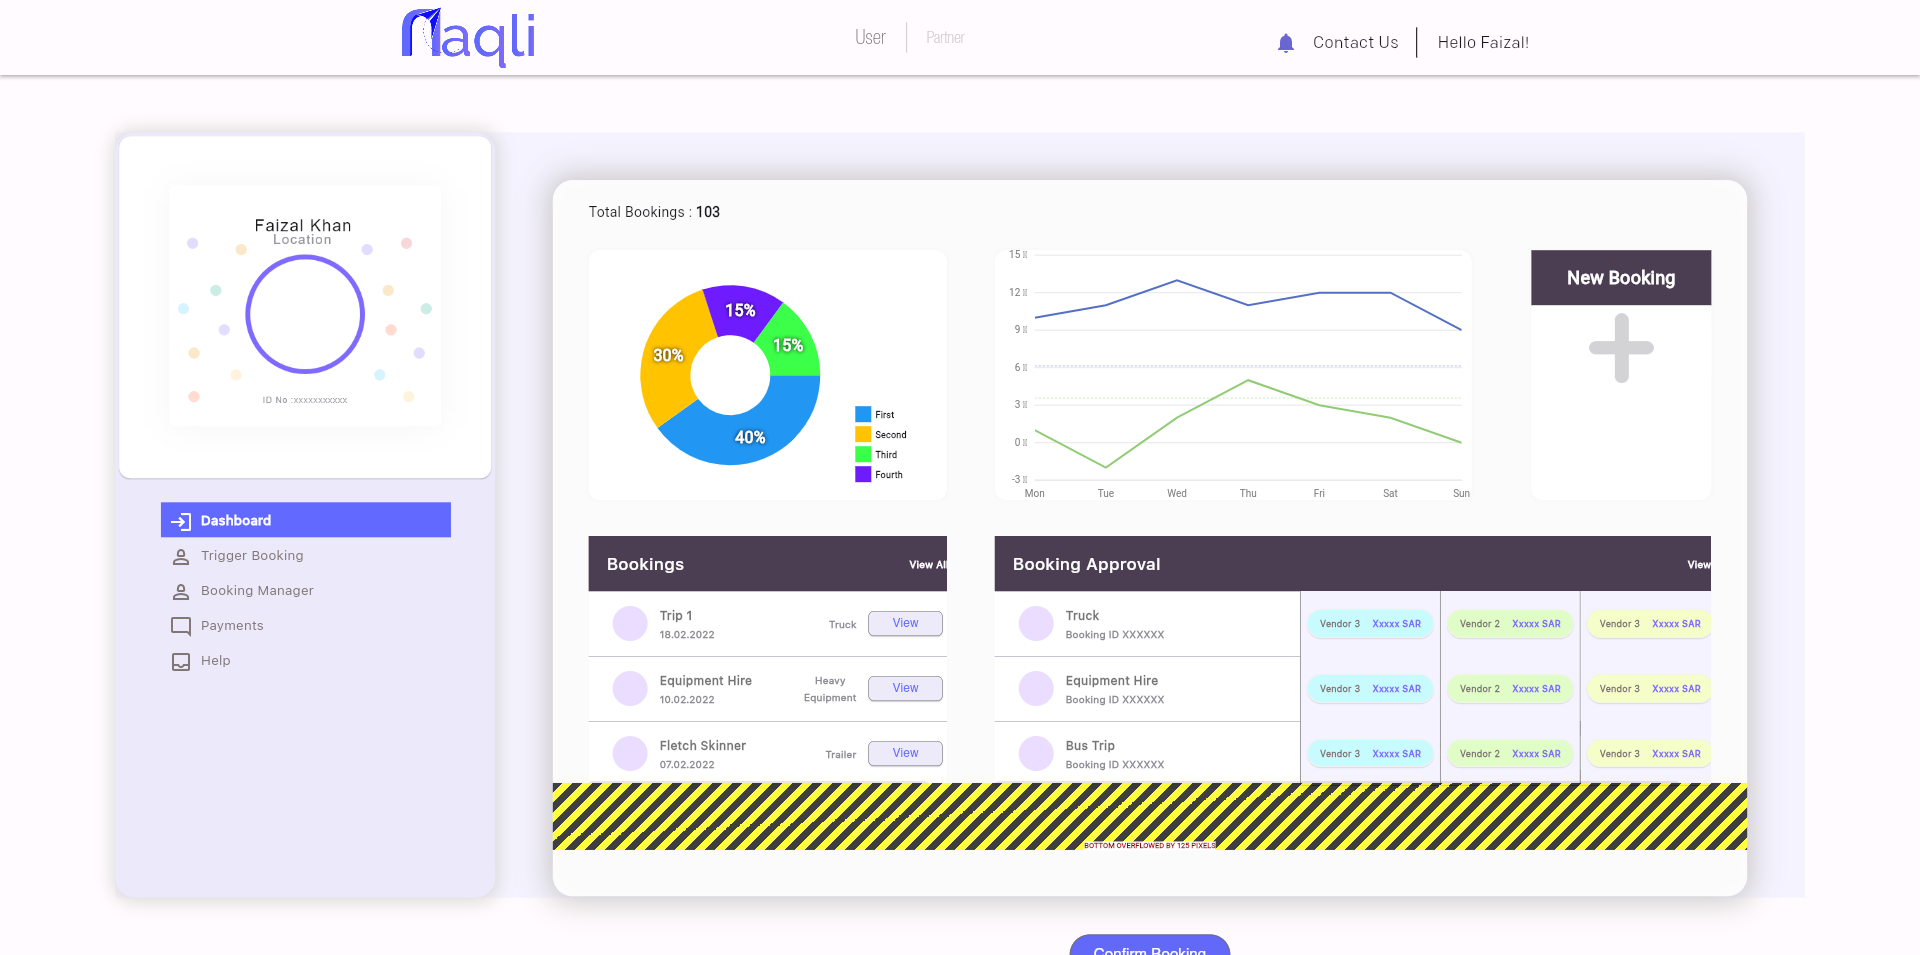 Naqli
User
Partner
Contact Us
Hello Faizal!
Faizal Khan
Location
ID No :xxxxxxxxxxx
Dashboard
Trigger Booking
Booking Manager
Payments
Help
Total Bookings : 103
15%
15%
30%
40%
First
Second
Third
Fourth
15
12
9
6
3
0
-3
Mon Tue Wed Thu Fri Sat Sun
New Booking
Bookings View All
Trip 1
18.02.2022
Truck
View
Equipment Hire
10.02.2022
Heavy
Equipment
View
Fletch Skinner
07.02.2022
Trailer
View
Booking Approval View
Truck
Booking ID XXXXXX
Vendor 3 Xxxxx SAR
Vendor 2 Xxxxx SAR
Vendor 3 Xxxxx SAR
Equipment Hire
Booking ID XXXXXX
Vendor 3 Xxxxx SAR
Vendor 2 Xxxxx SAR
Vendor 3 Xxxxx SAR
Bus Trip
Booking ID XXXXXX
Vendor 3 Xxxxx SAR
Vendor 2 Xxxxx SAR
Vendor 3 Xxxxx SAR
BOTTOM OVERFLOWED BY 125 PIXELS
Confirm Booking